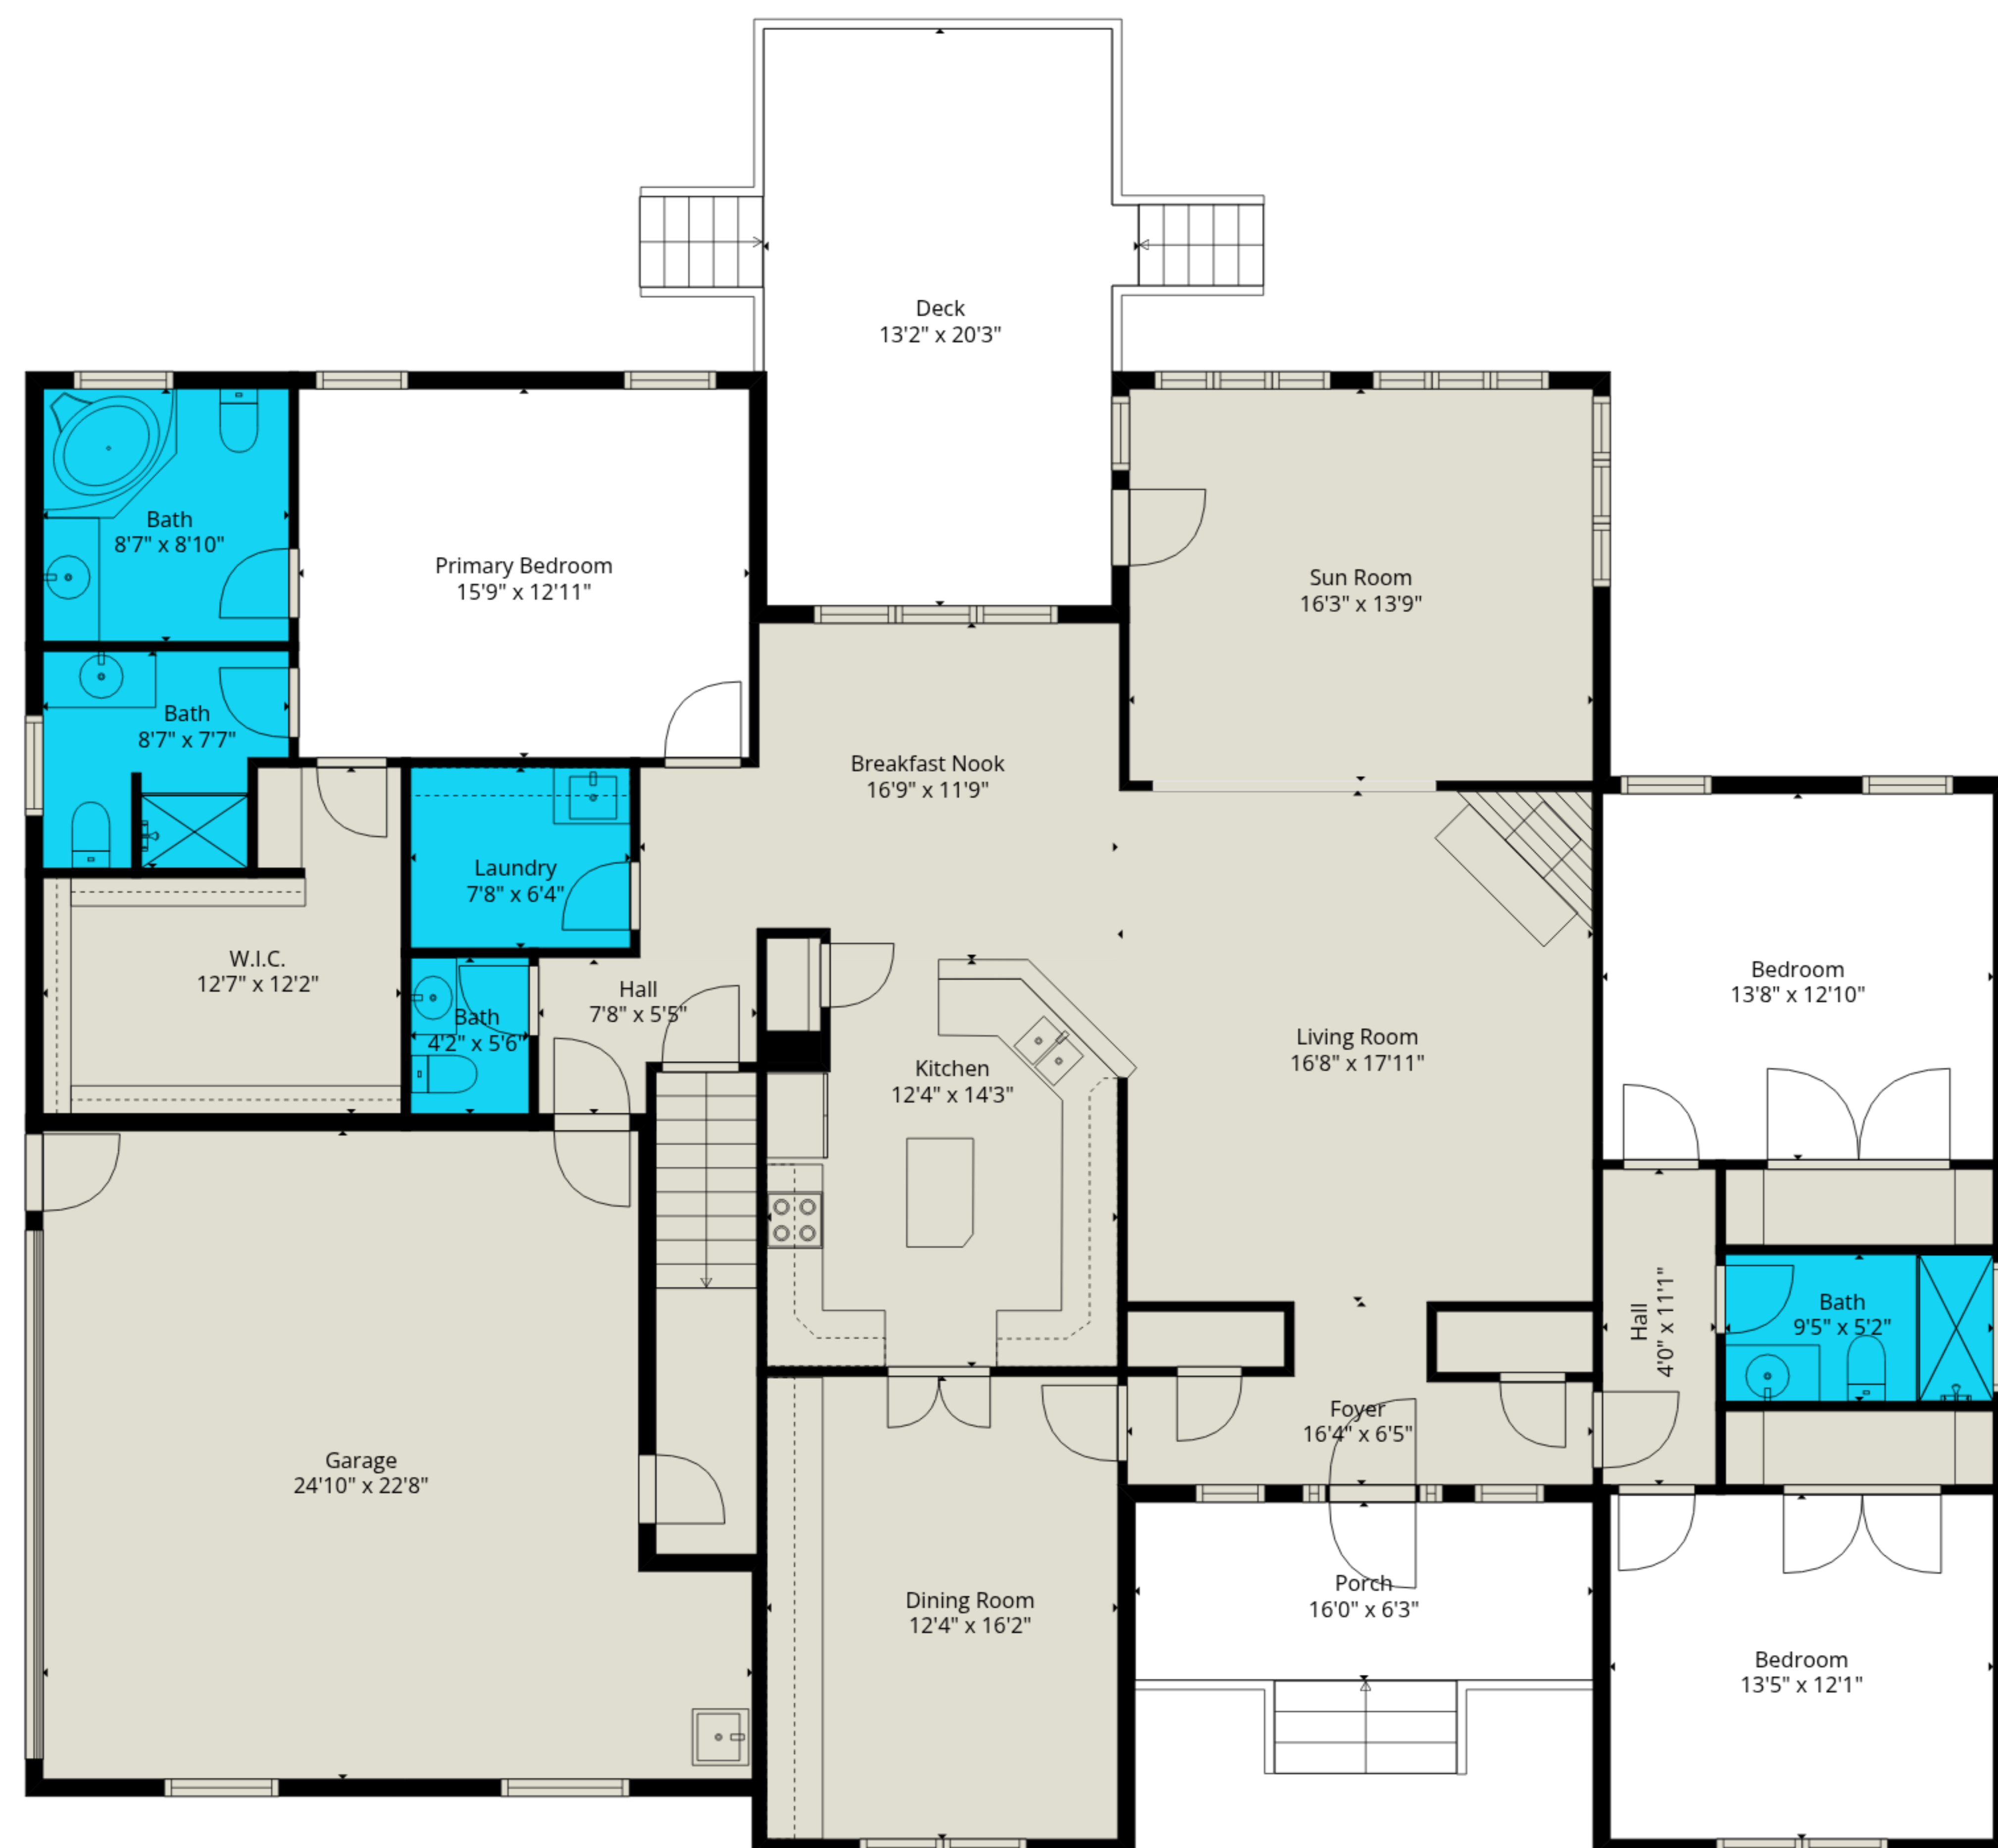 Deck
13'2" x 20'3"
Bath
8'7" x 8'10"
Primary Bedroom
15'9" x 12'11"
Sun Room
16'3" x 13'9"
Bath
8'7" x 7'7"
Breakfast Nook
16'9" x 11'9"
Laundry
7'8" x 6'4"
W.I.C.
12'7" x 12'2"
Hall
7'8" x 5'5"
Bath
4'2" x 5'6"
Kitchen
12'4" x 14'3"
Living Room
16'8" x 17'11"
Bedroom
13'8" x 12'10"
Hall
4'0" x 11'1"
Bath
9'5" x 5'2"
Foyer
16'4" x 6'5"
Garage
24'10" x 22'8"
Dining Room
12'4" x 16'2"
Porch
16'0" x 6'3"
Bedroom
13'5" x 12'1"